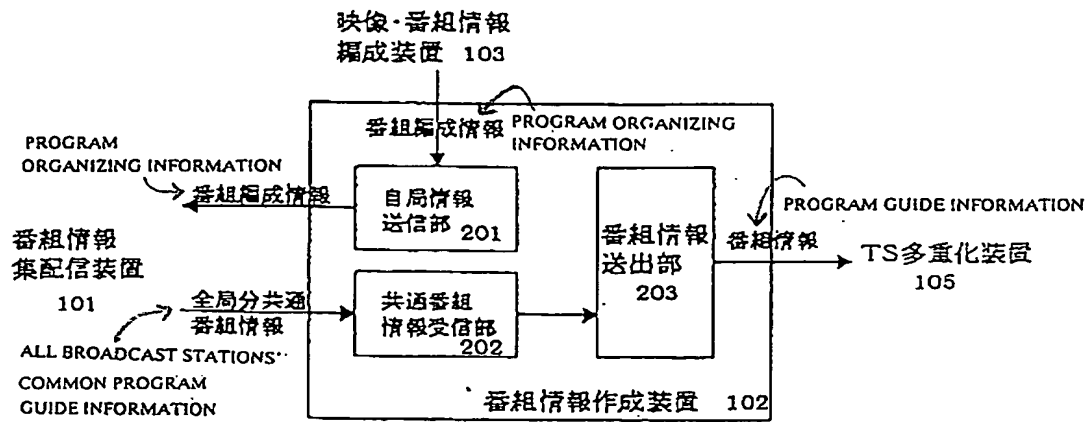 映像・番組情報
編成装置 103
番組編成情報
PROGRAM ORGANIZING
INFORMATION
PROGRAM
ORGANIZING INFORMATION
番組編成情報
自局情報
送信部
201
番組情報
送出部
203
PROGRAM GUIDE INFORMATION
番組情報
TS多重化装置
105
番組情報
集配信装置
101
全局分共通
番組情報
共通番組
情報受信部
202
ALL BROADCAST STATIONS''
COMMON PROGRAM
GUIDE INFORMATION
番組情報作成装置 102